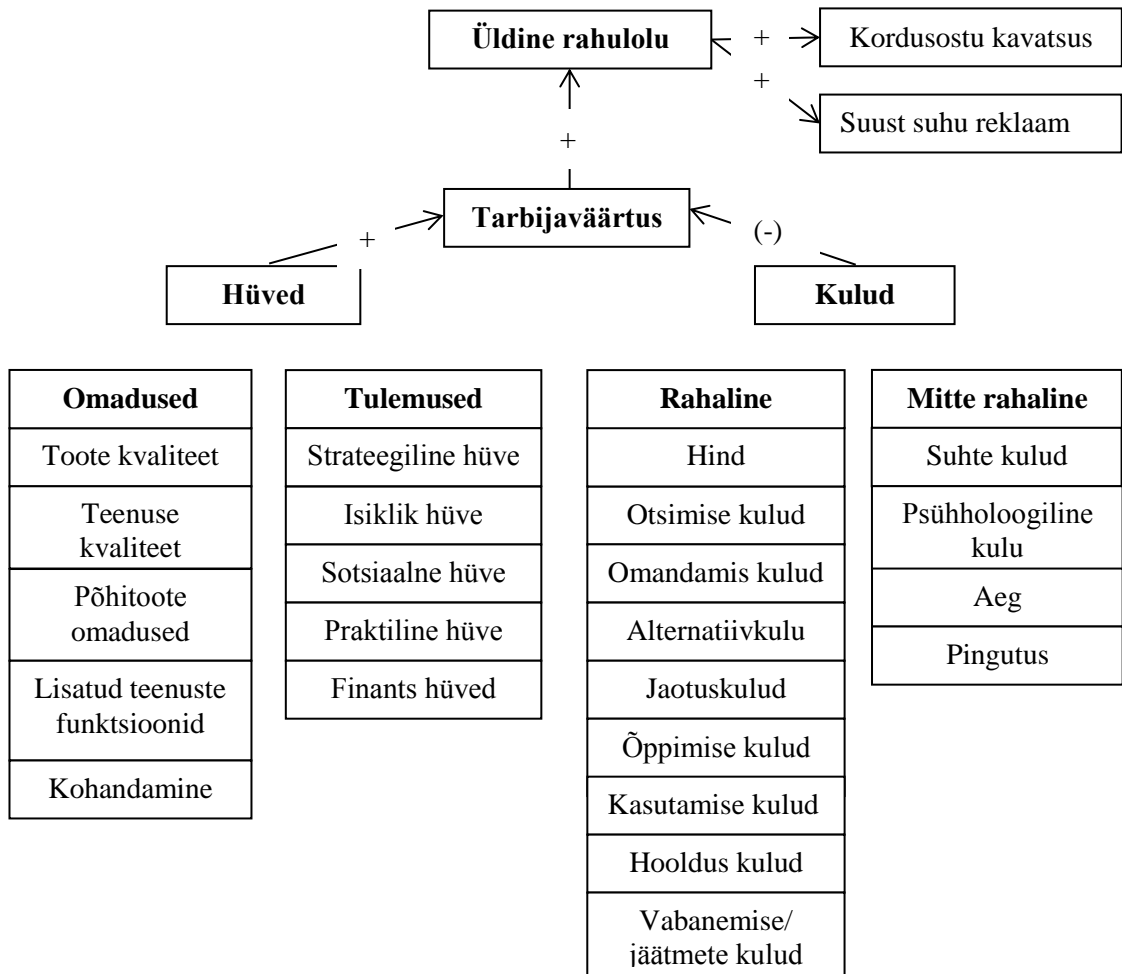 Üldine rahulolu
+
Kordusostu kavatsus
+
Suust suhu reklaam
+
Tarbijaväärtus
+
(-)
Hüved
Kulud
Omadused
Toote kvaliteet
Teenuse
kvaliteet
Põhitoote
omadused
Lisatud teenuste
funktsioonid
Kohandamine
Tulemused
Strateegiline hüve
Isiklik hüve
Sotsiaalne hüve
Praktiline hüve
Finants hüved
Rahaline
Hind
Otsimise kulud
Omandamis kulud
Alternatiivkulu
Jaotuskulud
Õppimise kulud
Kasutamise kulud
Hooldus kulud
Vabanemise/
jäätmete kulud
Mitte rahaline
Suhte kulud
Psühholoogiline
kulu
Aeg
Pingutus